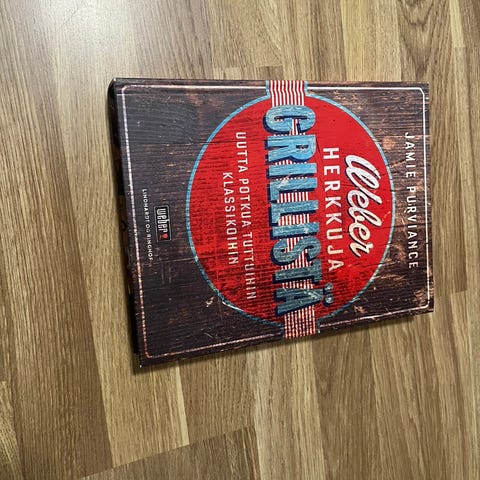 JAMIE PURVIANCE
Weber
HERKKUJA
GRILLISTÄ
UUTTA POTKUA TUTTUIHIN
KLASSIKOIHIN
weber
LINDHARDT OG RINGHOF